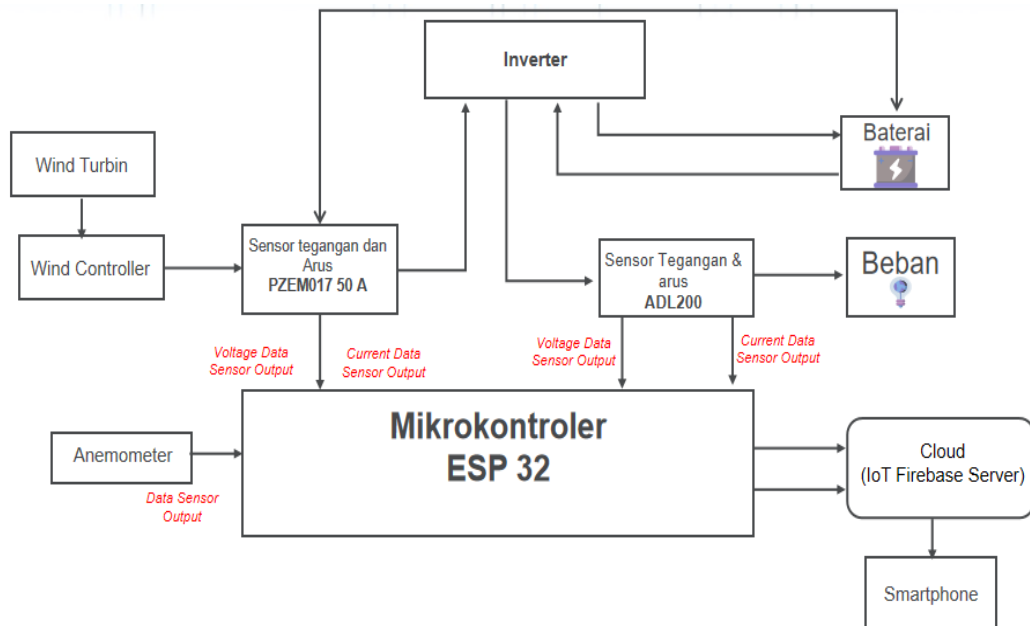 Inverter
Baterai
Wind Turbin
Wind Controller
Sensor tegangan dan
Arus
PZEM017 50 A
Sensor Tegangan &
arus
ADL200
Beban
Voltage Data
Sensor Output
Current Data
Sensor Output
Voltage Data
Sensor Output
Current Data
Sensor Output
Mikrokontroler
ESP 32
Anemometer
Data Sensor
Output
Cloud
(IoT Firebase Server)
Smartphone